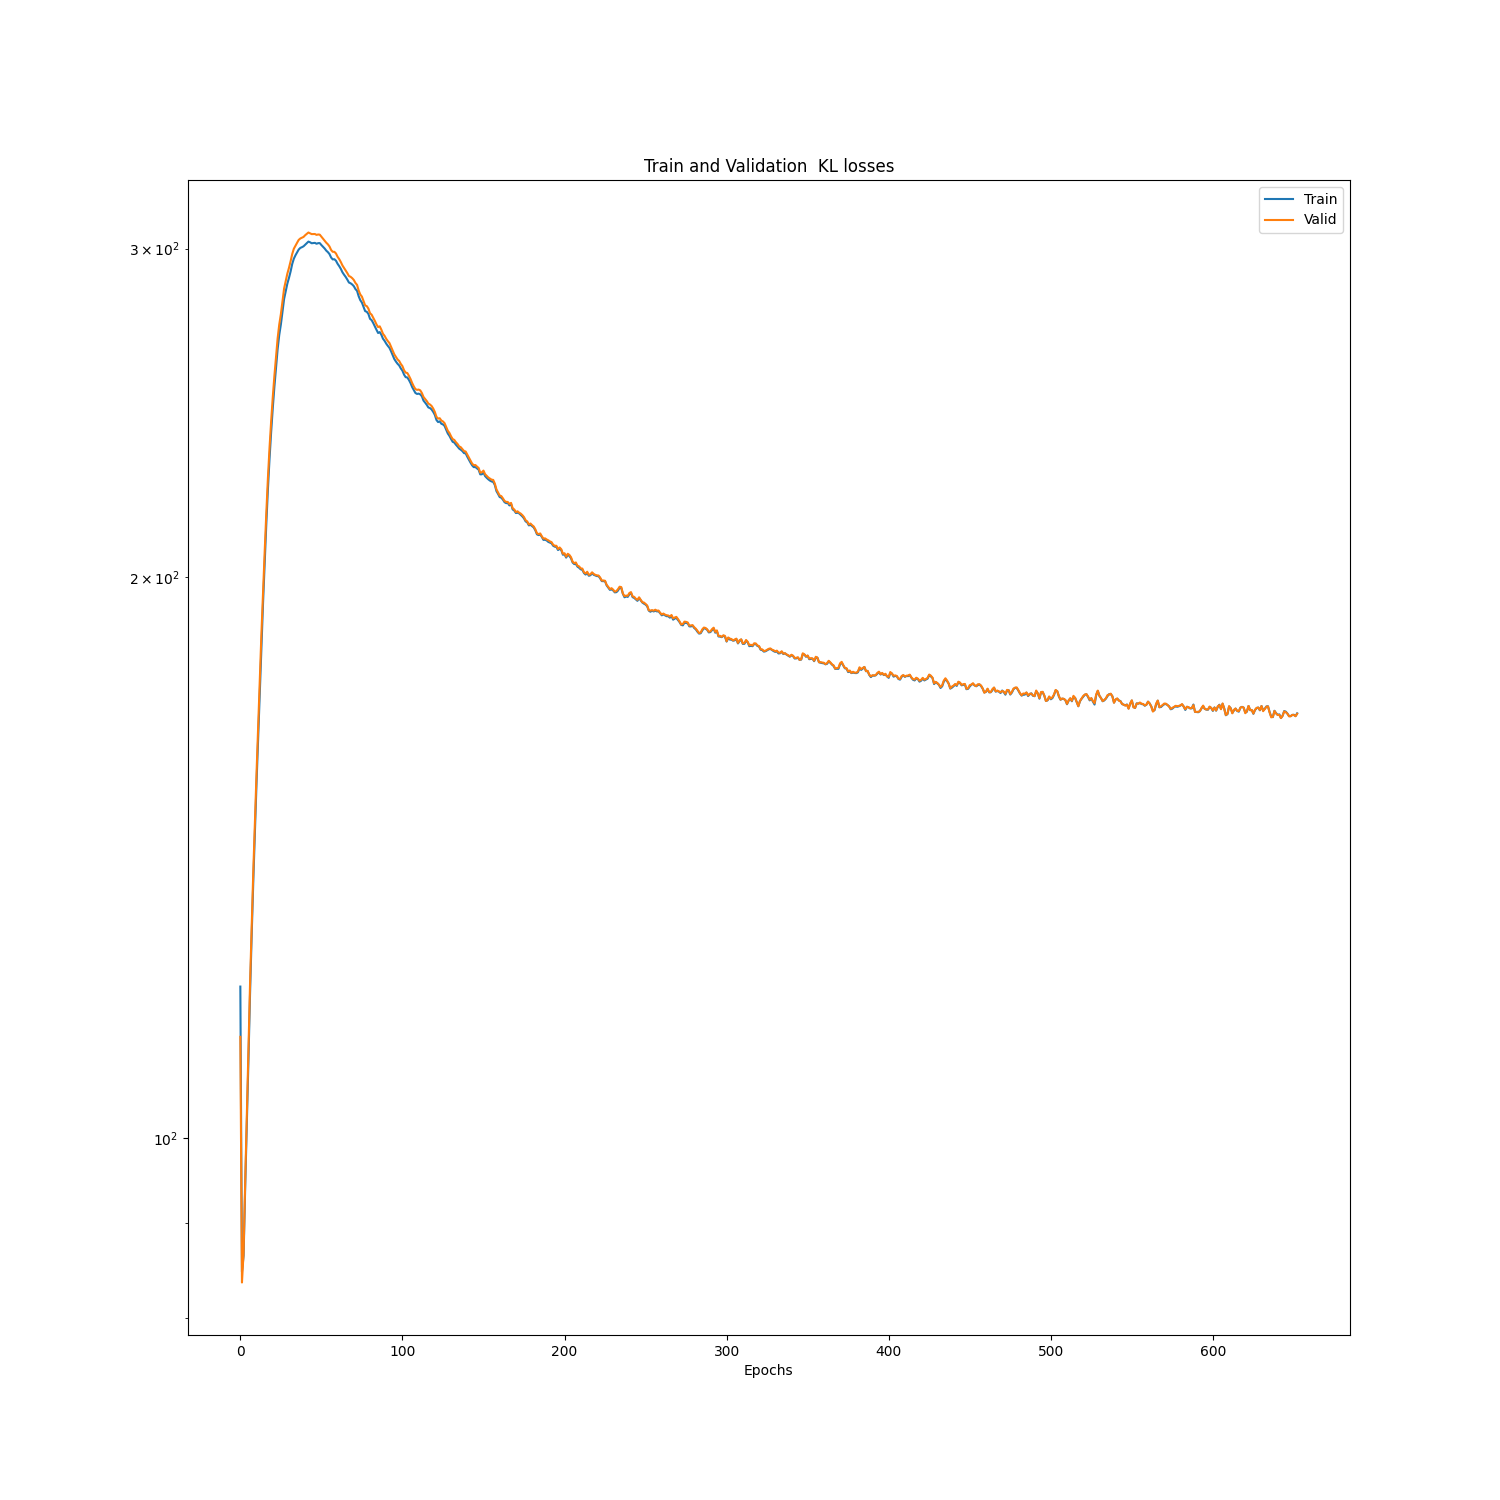 Train and Validation  KL losses
Train
Valid
3 × 10²
2 × 10²
10²
0 100 200 300 400 500 600
Epochs